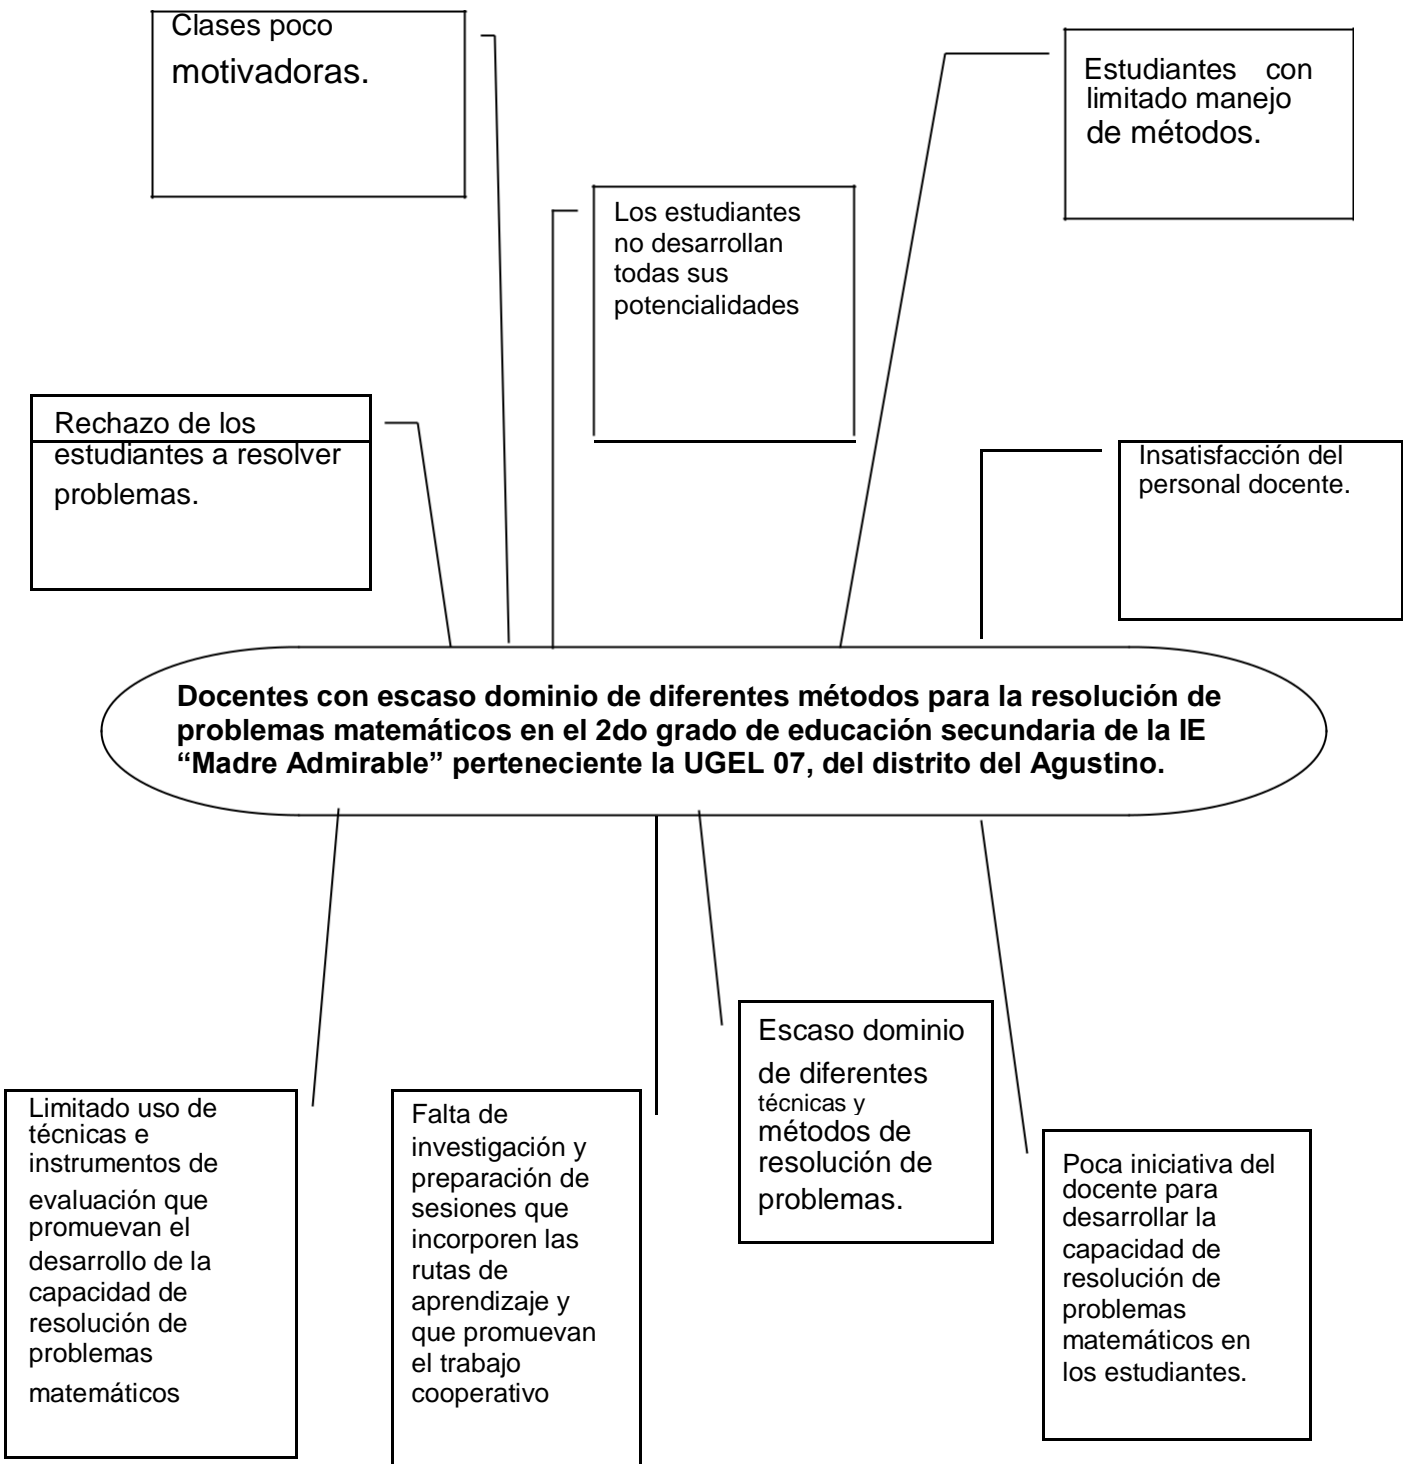 Clases poco
motivadoras.
Estudiantes con
limitado manejo
de métodos.
Los estudiantes
no desarrollan
todas sus
potencialidades
Rechazo de los
estudiantes a resolver
problemas.
Insatisfacción del
personal docente.
Docentes con escaso dominio de diferentes métodos para la resolución de
problemas matemáticos en el 2do grado de educación secundaria de la IE
“Madre Admirable” perteneciente la UGEL 07, del distrito del Agustino.
Limitado uso de
técnicas e
instrumentos de
evaluación que
promuevan el
desarrollo de la
capacidad de
resolución de
problemas
matemáticos
Falta de
investigación y
preparación de
sesiones que
incorporen las
rutas de
aprendizaje y
que promuevan
el trabajo
cooperativo
Escaso dominio
de diferentes
técnicas y
métodos de
resolución de
problemas.
Poca iniciativa del
docente para
desarrollar la
capacidad de
resolución de
problemas
matemáticos en
los estudiantes.